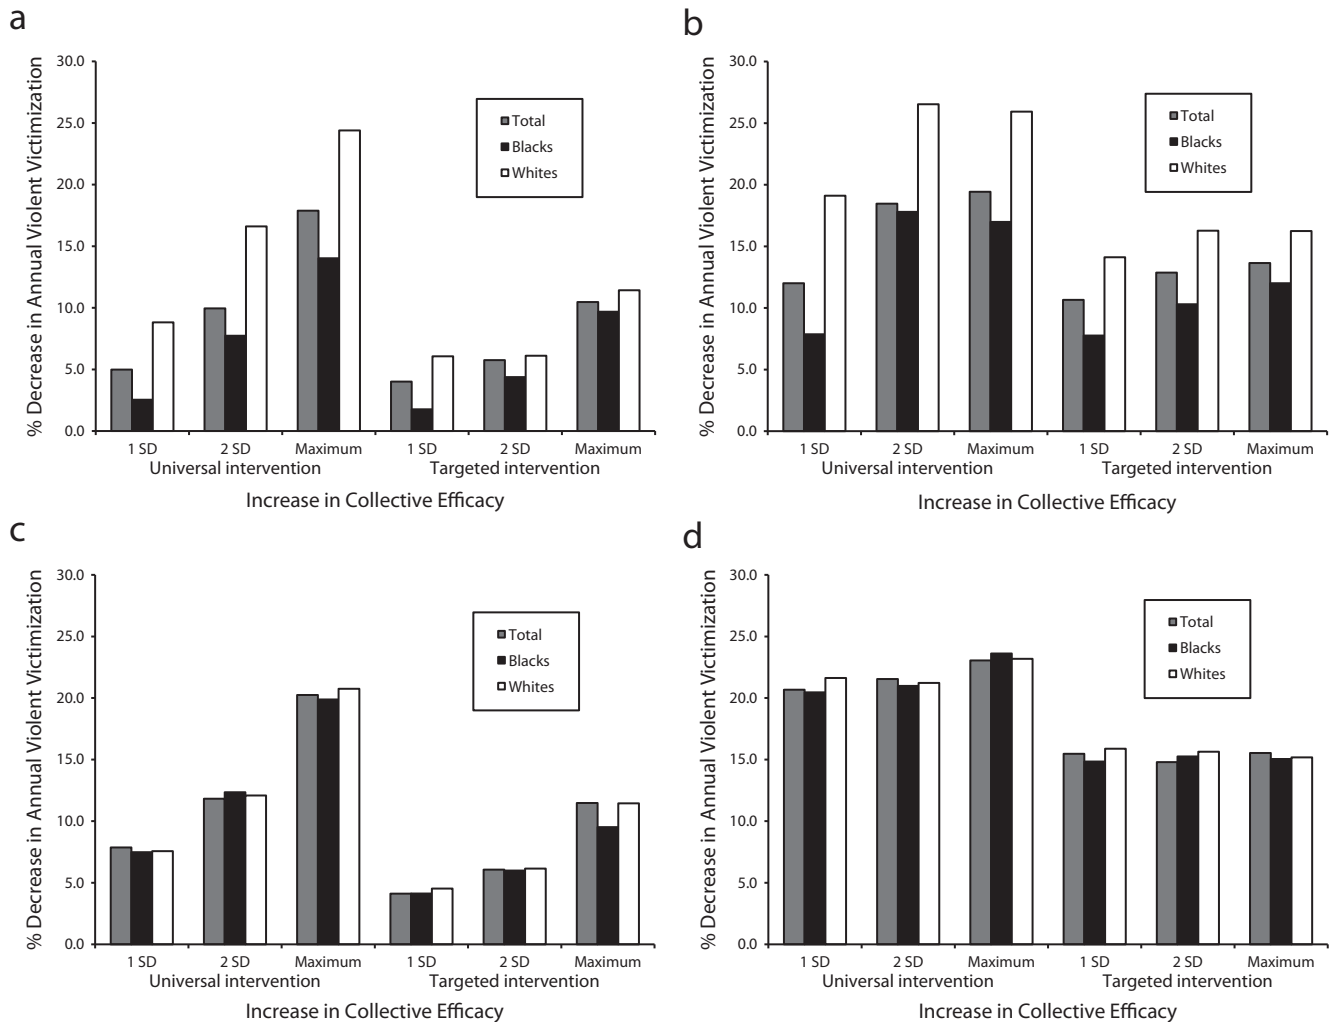 a
% Decrease in Annual Violent Victimization
30.0
25.0
20.0
15.0
10.0
5.0
0.0
Total
Blacks
Whites
1 SD 2 SD Maximum 1 SD 2 SD Maximum
Universal intervention Targeted intervention
Increase in Collective Efficacy
b
% Decrease in Annual Violent Victimization
30.0
25.0
20.0
15.0
10.0
5.0
0.0
Total
Blacks
Whites
1 SD 2 SD Maximum 1 SD 2 SD Maximum
Universal intervention Targeted intervention
Increase in Collective Efficacy
c
% Decrease in Annual Violent Victimization
30.0
25.0
20.0
15.0
10.0
5.0
0.0
Total
Blacks
Whites
1 SD 2 SD Maximum 1 SD 2 SD Maximum
Universal intervention Targeted intervention
Increase in Collective Efficacy
d
% Decrease in Annual Violent Victimization
30.0
25.0
20.0
15.0
10.0
5.0
0.0
Total
Blacks
Whites
1 SD 2 SD Maximum 1 SD 2 SD Maximum
Universal intervention Targeted intervention
Increase in Collective Efficacy